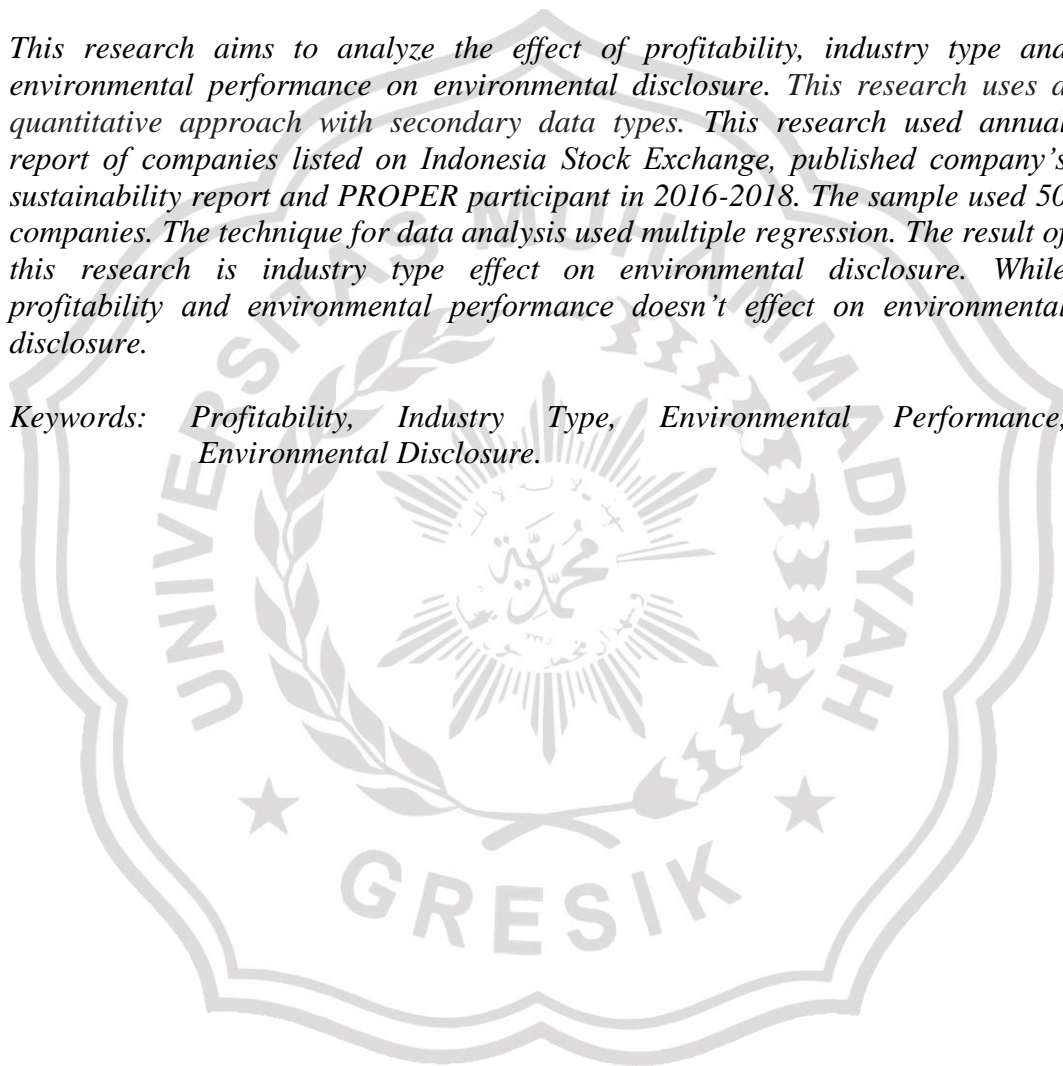 This research aims to analyze the effect of profitability, industry type and
environmental performance on environmental disclosure. This research uses a
quantitative approach with secondary data types. This research used annual
report of companies listed on Indonesia Stock Exchange, published company's
sustainability report and PROPER participant in 2016-2018. The sample used 50
companies. The technique for data analysis used multiple regression. The result of
this research is industry type effect on environmental disclosure. While
profitability and environmental performance doesn't effect on environmental
disclosure.
Keywords: Profitability, Industry Type, Environmental Performance,
Environmental Disclosure.
UNIVERSITAS MUHAMMADIYAH
GRESIK